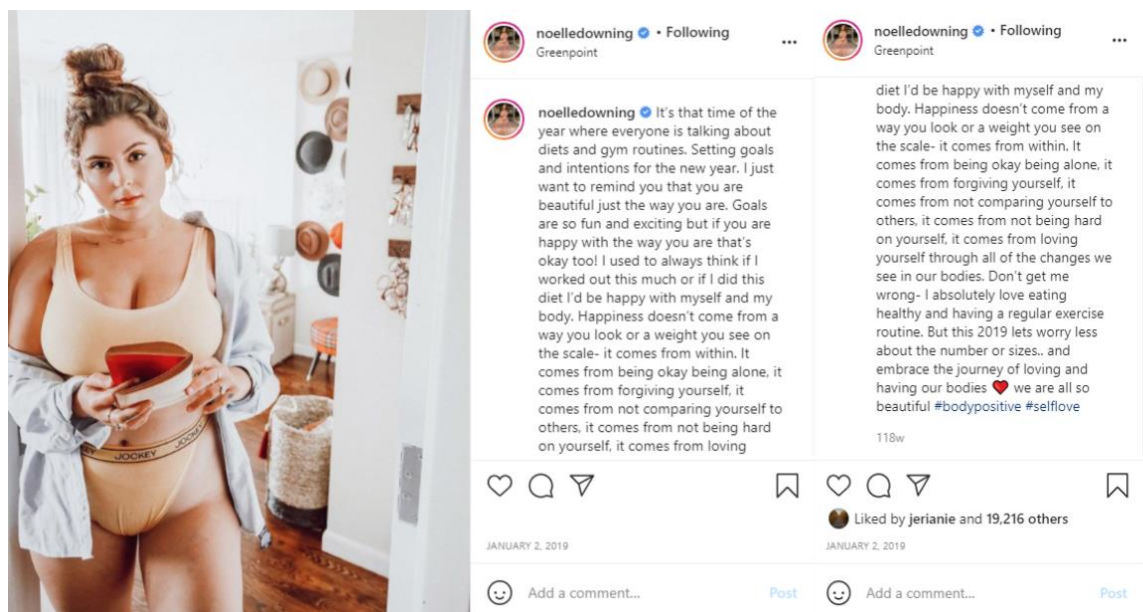 JOCKEY
JOCKEY
noelledowning • Following
Greenpoint
noelledowning It's that time of the
year where everyone is talking about
diets and gym routines. Setting goals
and intentions for the new year. I just
want to remind you that you are
beautiful just the way you are. Goals
are so fun and exciting but if you are
happy with the way you are that's
okay too! I used to always think if I
worked out this much or if I did this
diet I'd be happy with myself and my
body. Happiness doesn't come from a
way you look or a weight you see on
the scale- it comes from within. It
comes from being okay being alone, it
comes from forgiving yourself, it
comes from not comparing yourself to
others, it comes from not being hard
on yourself, it comes from loving
JANUARY 2, 2019
Add a comment...
Post
noelledowning • Following
Greenpoint
diet I'd be happy with myself and my
body. Happiness doesn't come from a
way you look or a weight you see on
the scale- it comes from within. It
comes from being okay being alone, it
comes from forgiving yourself, it
comes from not comparing yourself to
others, it comes from not being hard
on yourself, it comes from loving
yourself through all of the changes we
see in our bodies. Don't get me
wrong- I absolutely love eating
healthy and having a regular exercise
routine. But this 2019 lets worry less
about the number or sizes.. and
embrace the journey of loving and
having our bodies ❤ we are all so
beautiful #bodypositive #selflove
118w
Liked by jerianie and 19,216 others
JANUARY 2, 2019
Add a comment...
Post